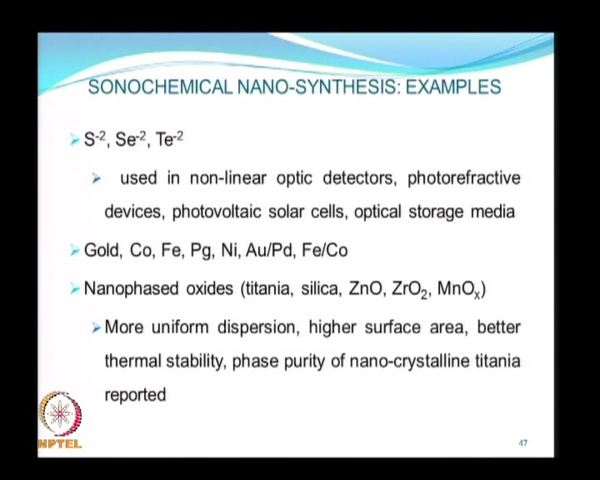 SONOCHEMICAL NANO-SYNTHESIS: EXAMPLES
S-2, Se-2, Te-2
used in non-linear optic detectors, photorefractive
devices, photovoltaic solar cells, optical storage media
Gold, Co, Fe, Pg, Ni, Au/Pd, Fe/Co
Nanophased oxides (titania, silica, ZnO, ZrO2, MnOx)
More uniform dispersion, higher surface area, better
thermal stability, phase purity of nano-crystalline titania
reported
NPTEL
47